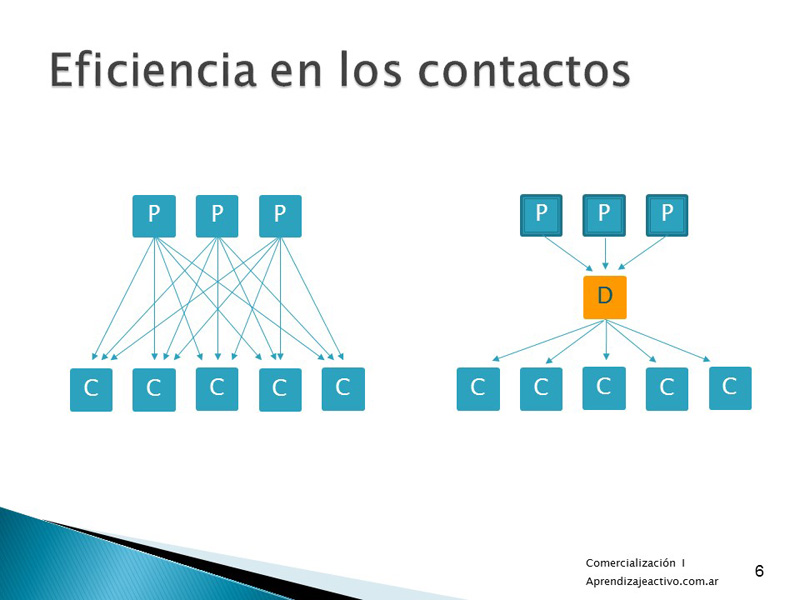 Eficiencia en los contactos
P P P
C C C C C
P P P
D
C C C C C
Comercialización I
Aprendizajeactivo.com.ar
6